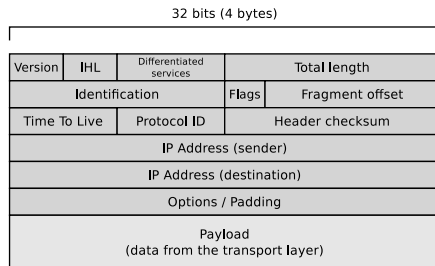 32 bits (4 bytes)
Version IHL Differentiated services Total length
Identification Flags Fragment offset
Time To Live Protocol ID Header checksum
IP Address (sender)
IP Address (destination)
Options / Padding
Payload
(data from the transport layer)